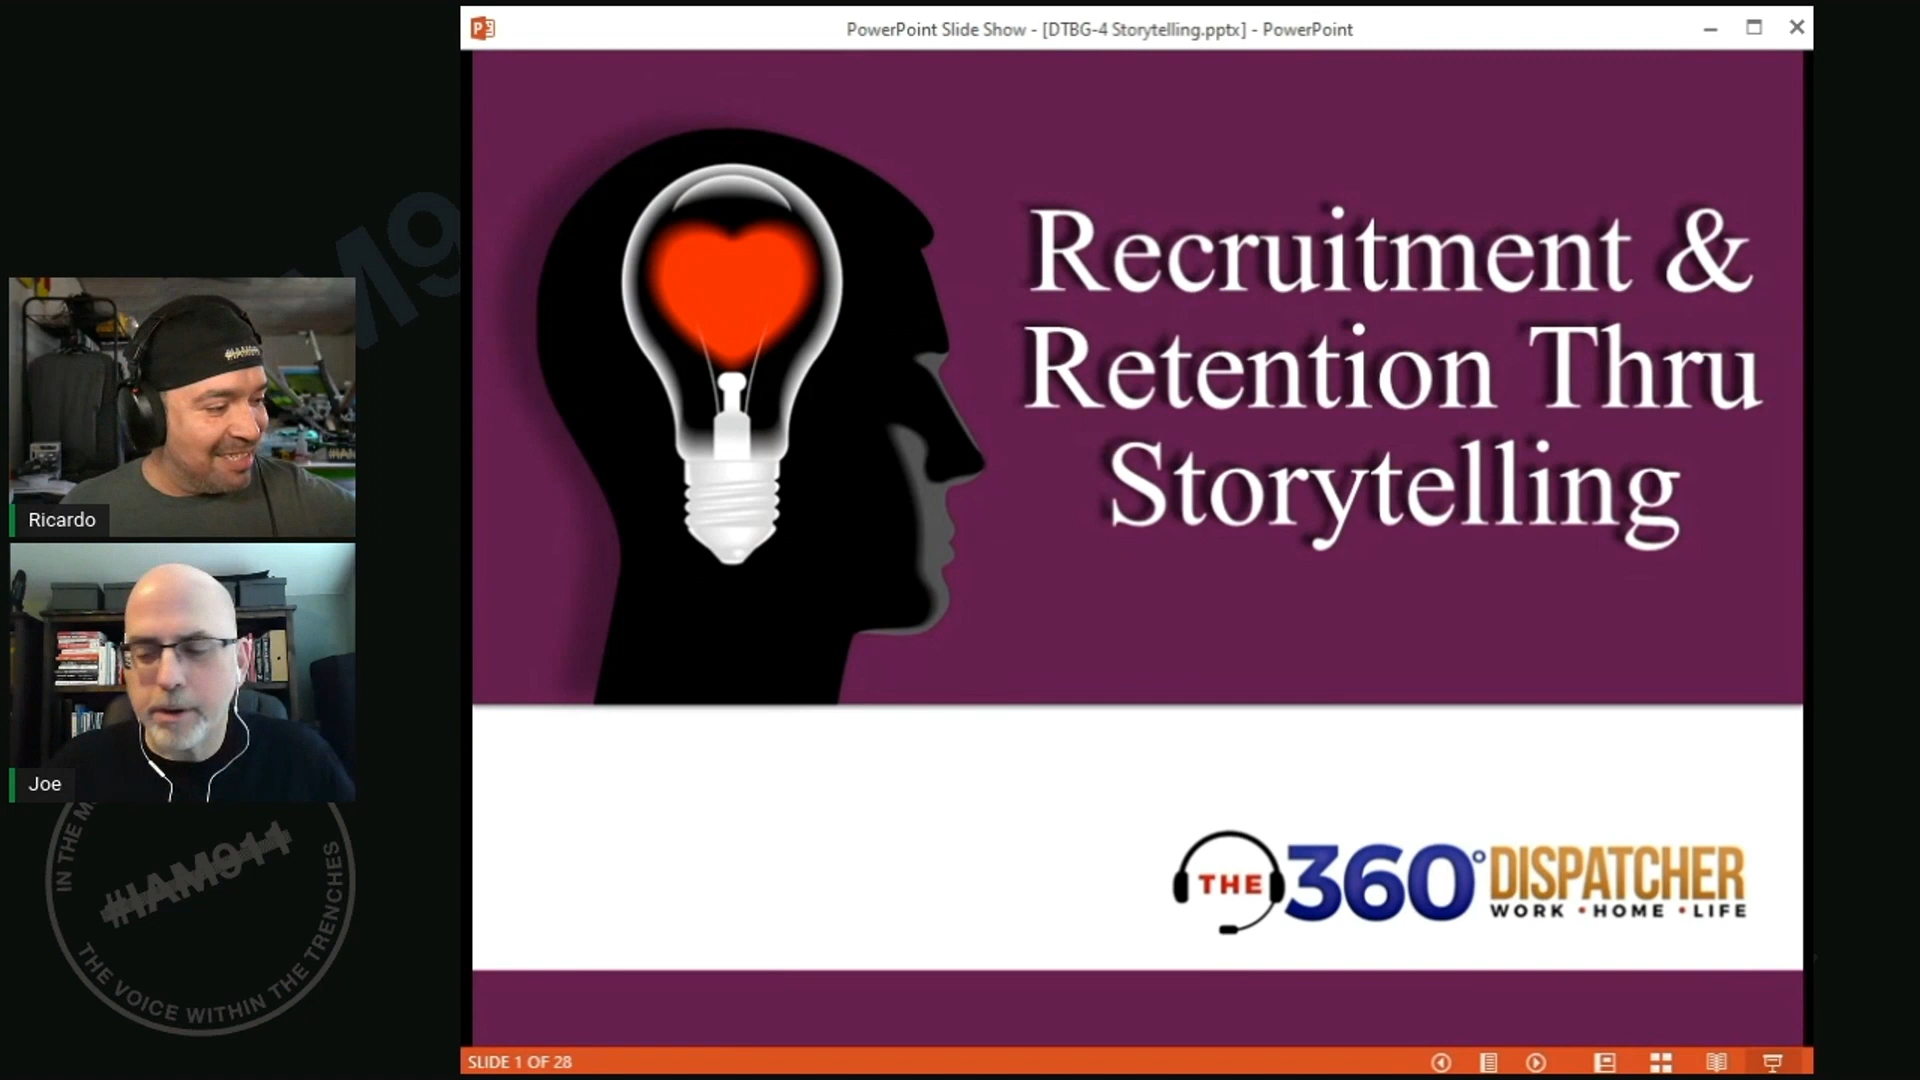 PowerPoint Slide Show - [DTBG-4 Storytelling.pptx] - PowerPoint
Recruitment &
Retention Thru
Storytelling
#IAM911
Ricardo
Joe
THE 360° DISPATCHER
WORK • HOME • LIFE
#IAM911
THE VOICE WITHIN THE TRENCHES
SLIDE 1 OF 28